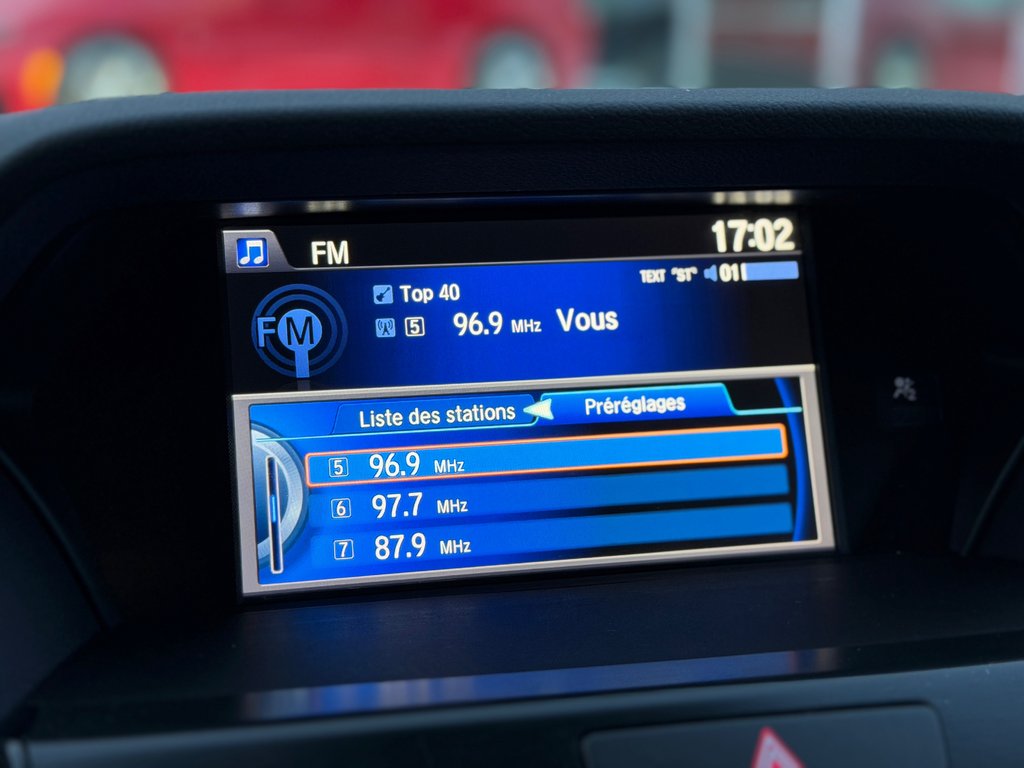 FM 17:02
TEXT "ST" 01
FM
Top 40
5 96.9 MHz Vous
Liste des stations Préréglages
5 96.9 MHz
6 97.7 MHz
7 87.9 MHz